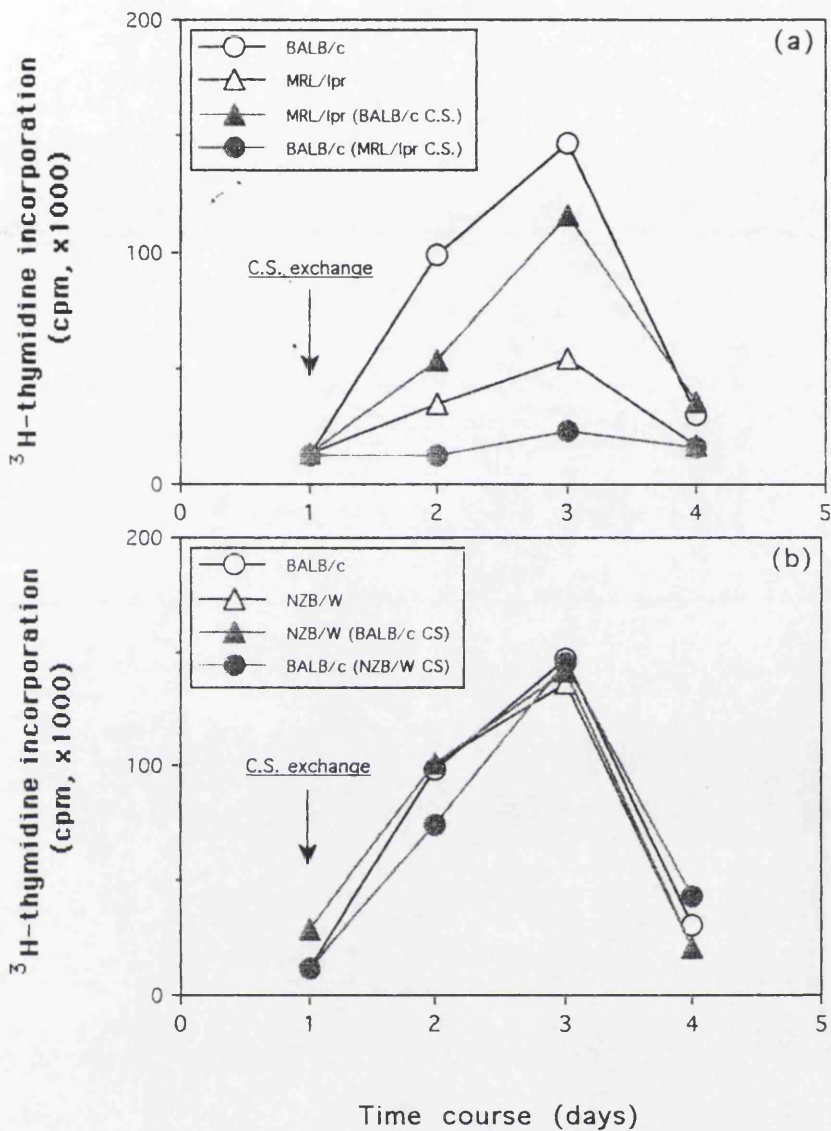 200
(a)
BALB/c
MRL/lpr
MRL/lpr (BALB/c C.S.)
BALB/c (MRL/lpr C.S.)
100
C.S. exchange
0
0 1 2 3 4 5
³H-thymidine incorporation
(cpm, x1000)
200
(b)
BALB/c
NZB/W
NZB/W (BALB/c CS)
BALB/c (NZB/W CS)
100
C.S. exchange
0
0 1 2 3 4 5
³H-thymidine incorporation
(cpm, x1000)
Time course (days)